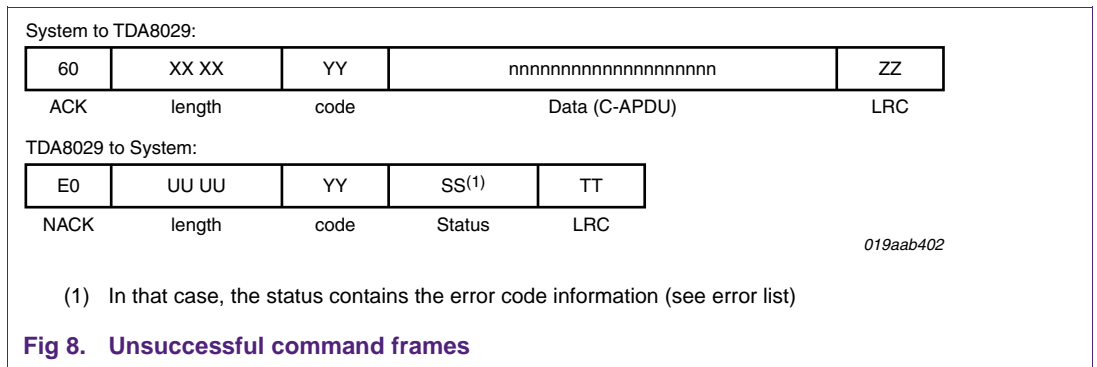 System to TDA8029:
60 XX XX YY nnnnnnnnnnnnnnnnnnnn ZZ
ACK length code Data (C-APDU) LRC
TDA8029 to System:
E0 UU UU YY SS(1) TT
NACK length code Status LRC
019aab402
(1) In that case, the status contains the error code information (see error list)
Fig 8. Unsuccessful command frames